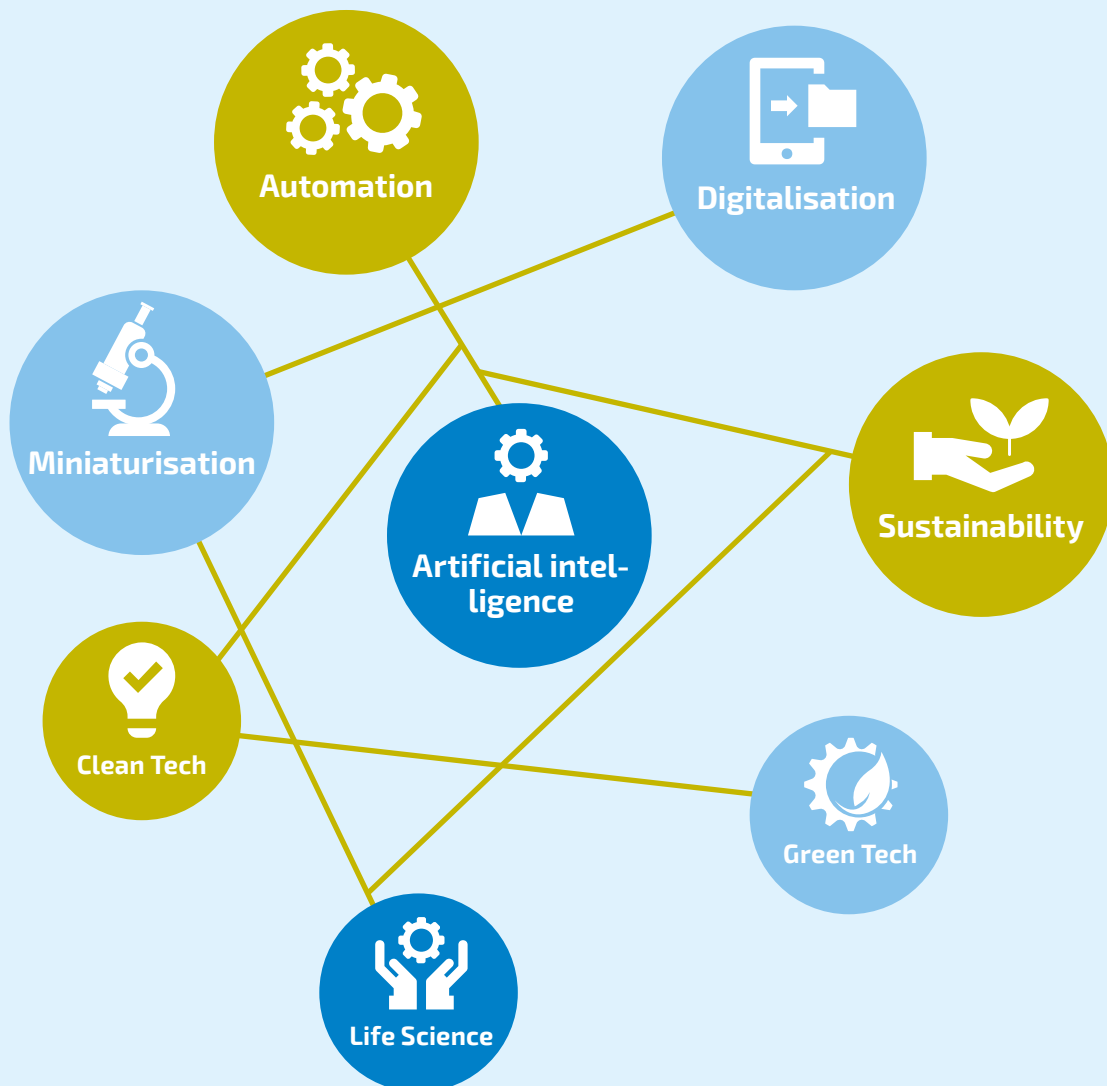 Automation
Digitalisation
Miniaturisation
Sustainability
Artificial intel-
ligence
Clean Tech
Green Tech
Life Science